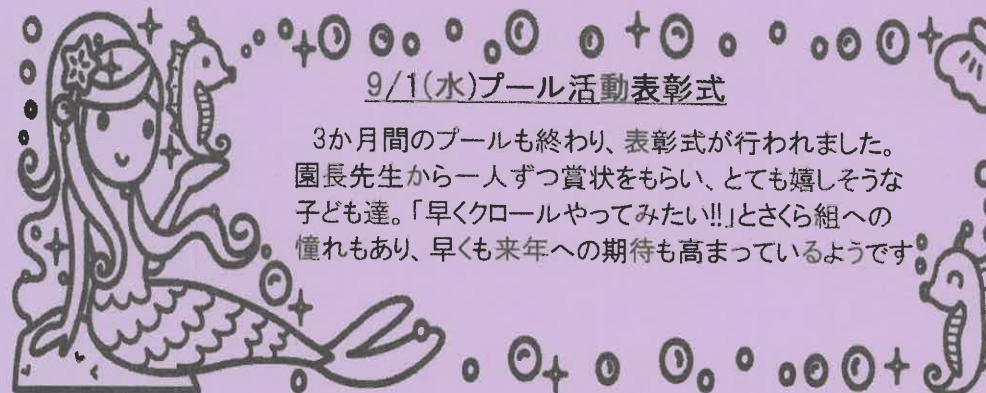 9/1(水)プール活動表彰式
3か月間のプールも終わり、表彰式が行われました。
園長先生から一人ずつ賞状をもらい、とても嬉しそうな
子ども達。「早くクロールやってみたい!!」とさくら組への
憧れもあり、早くも来年への期待も高まっているようです